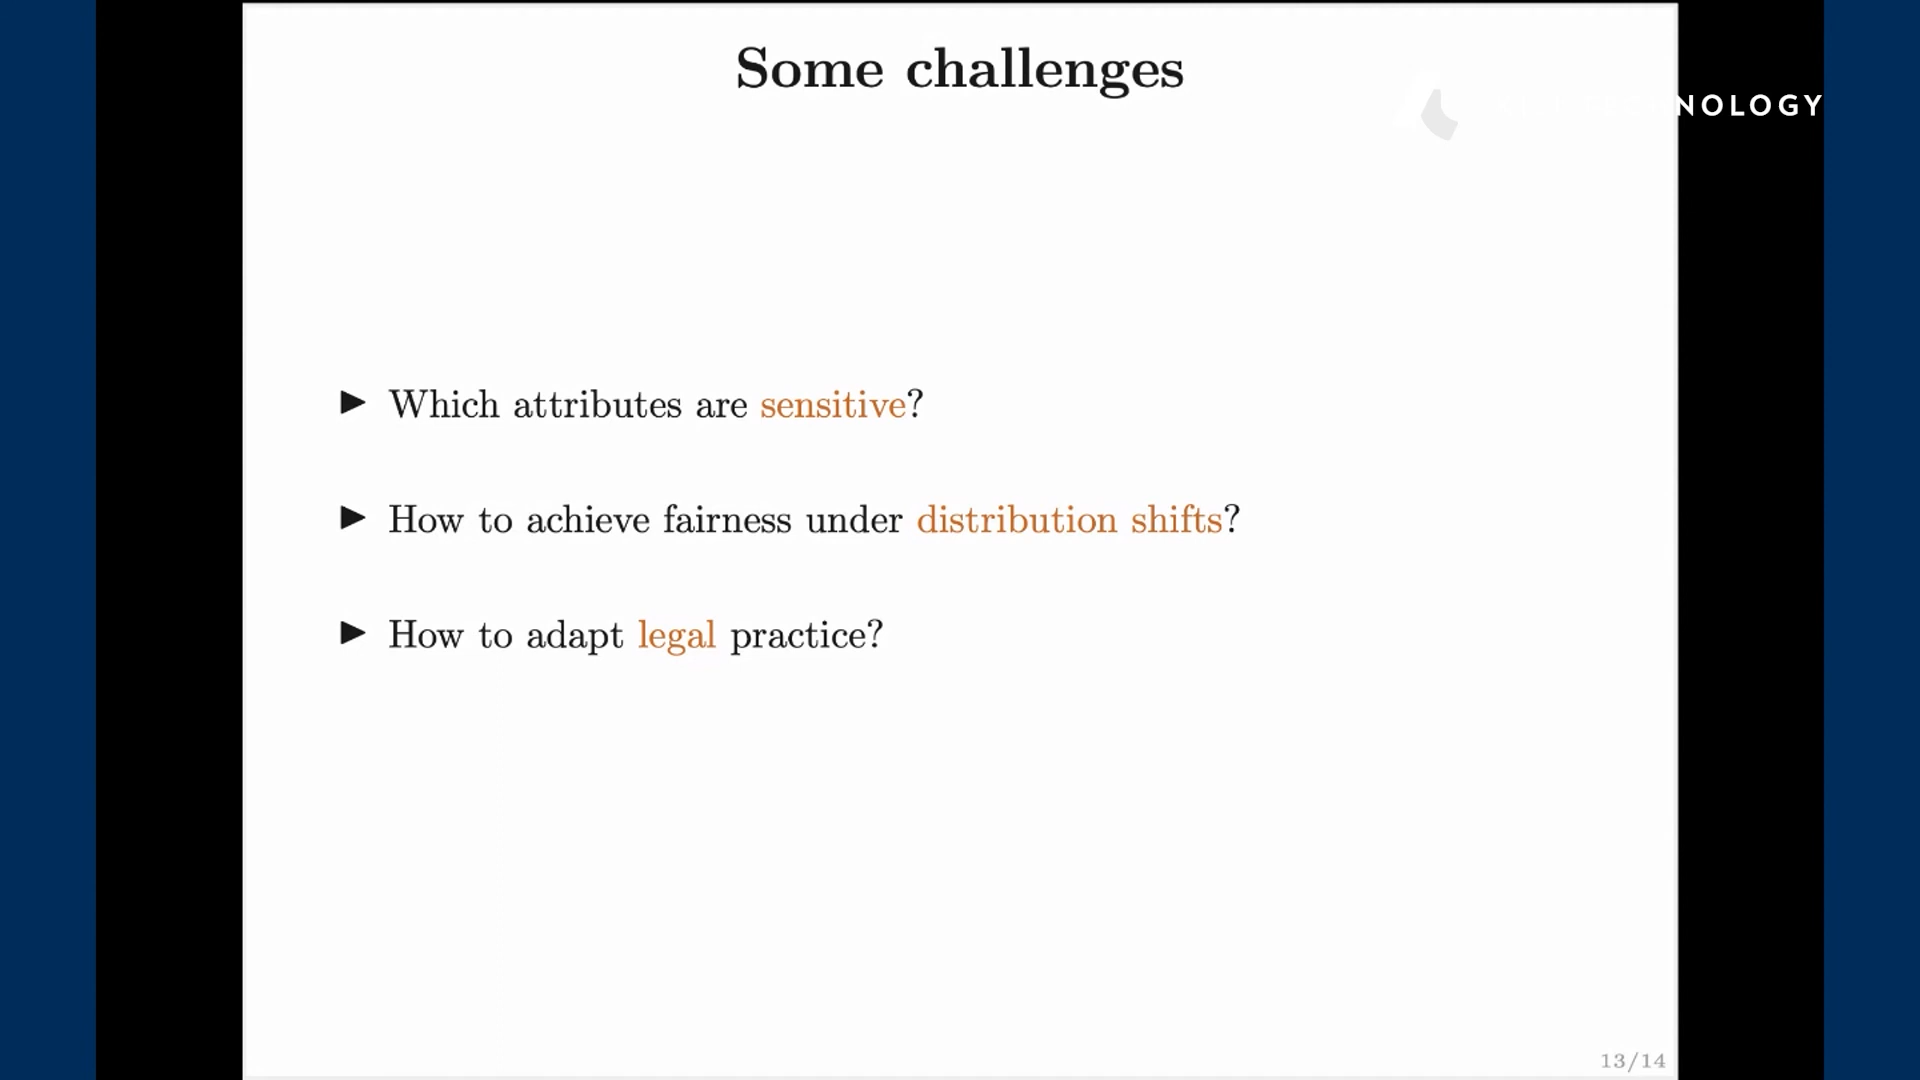 Some challenges
NOLOGY
▶ Which attributes are sensitive?
▶ How to achieve fairness under distribution shifts?
▶ How to adapt legal practice?
13/14